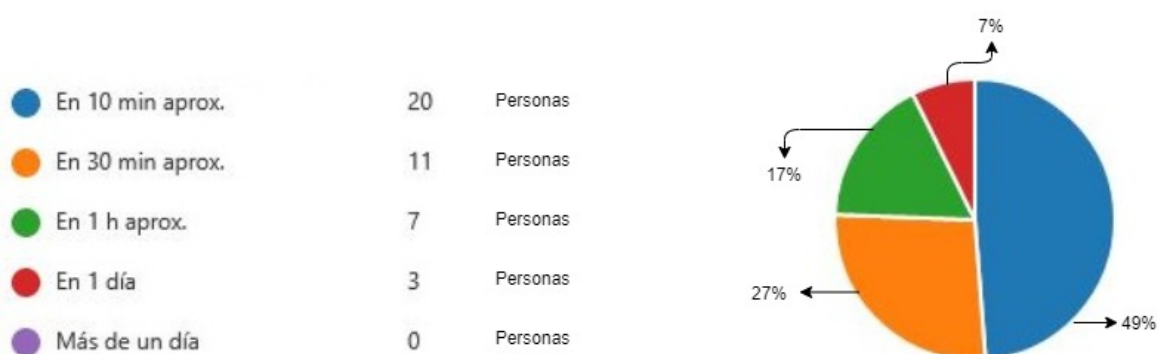 En 10 min aprox. 20 Personas
En 30 min aprox. 11 Personas
En 1 h aprox. 7 Personas
En 1 día 3 Personas
Más de un día 0 Personas
7%
17%
27%
49%